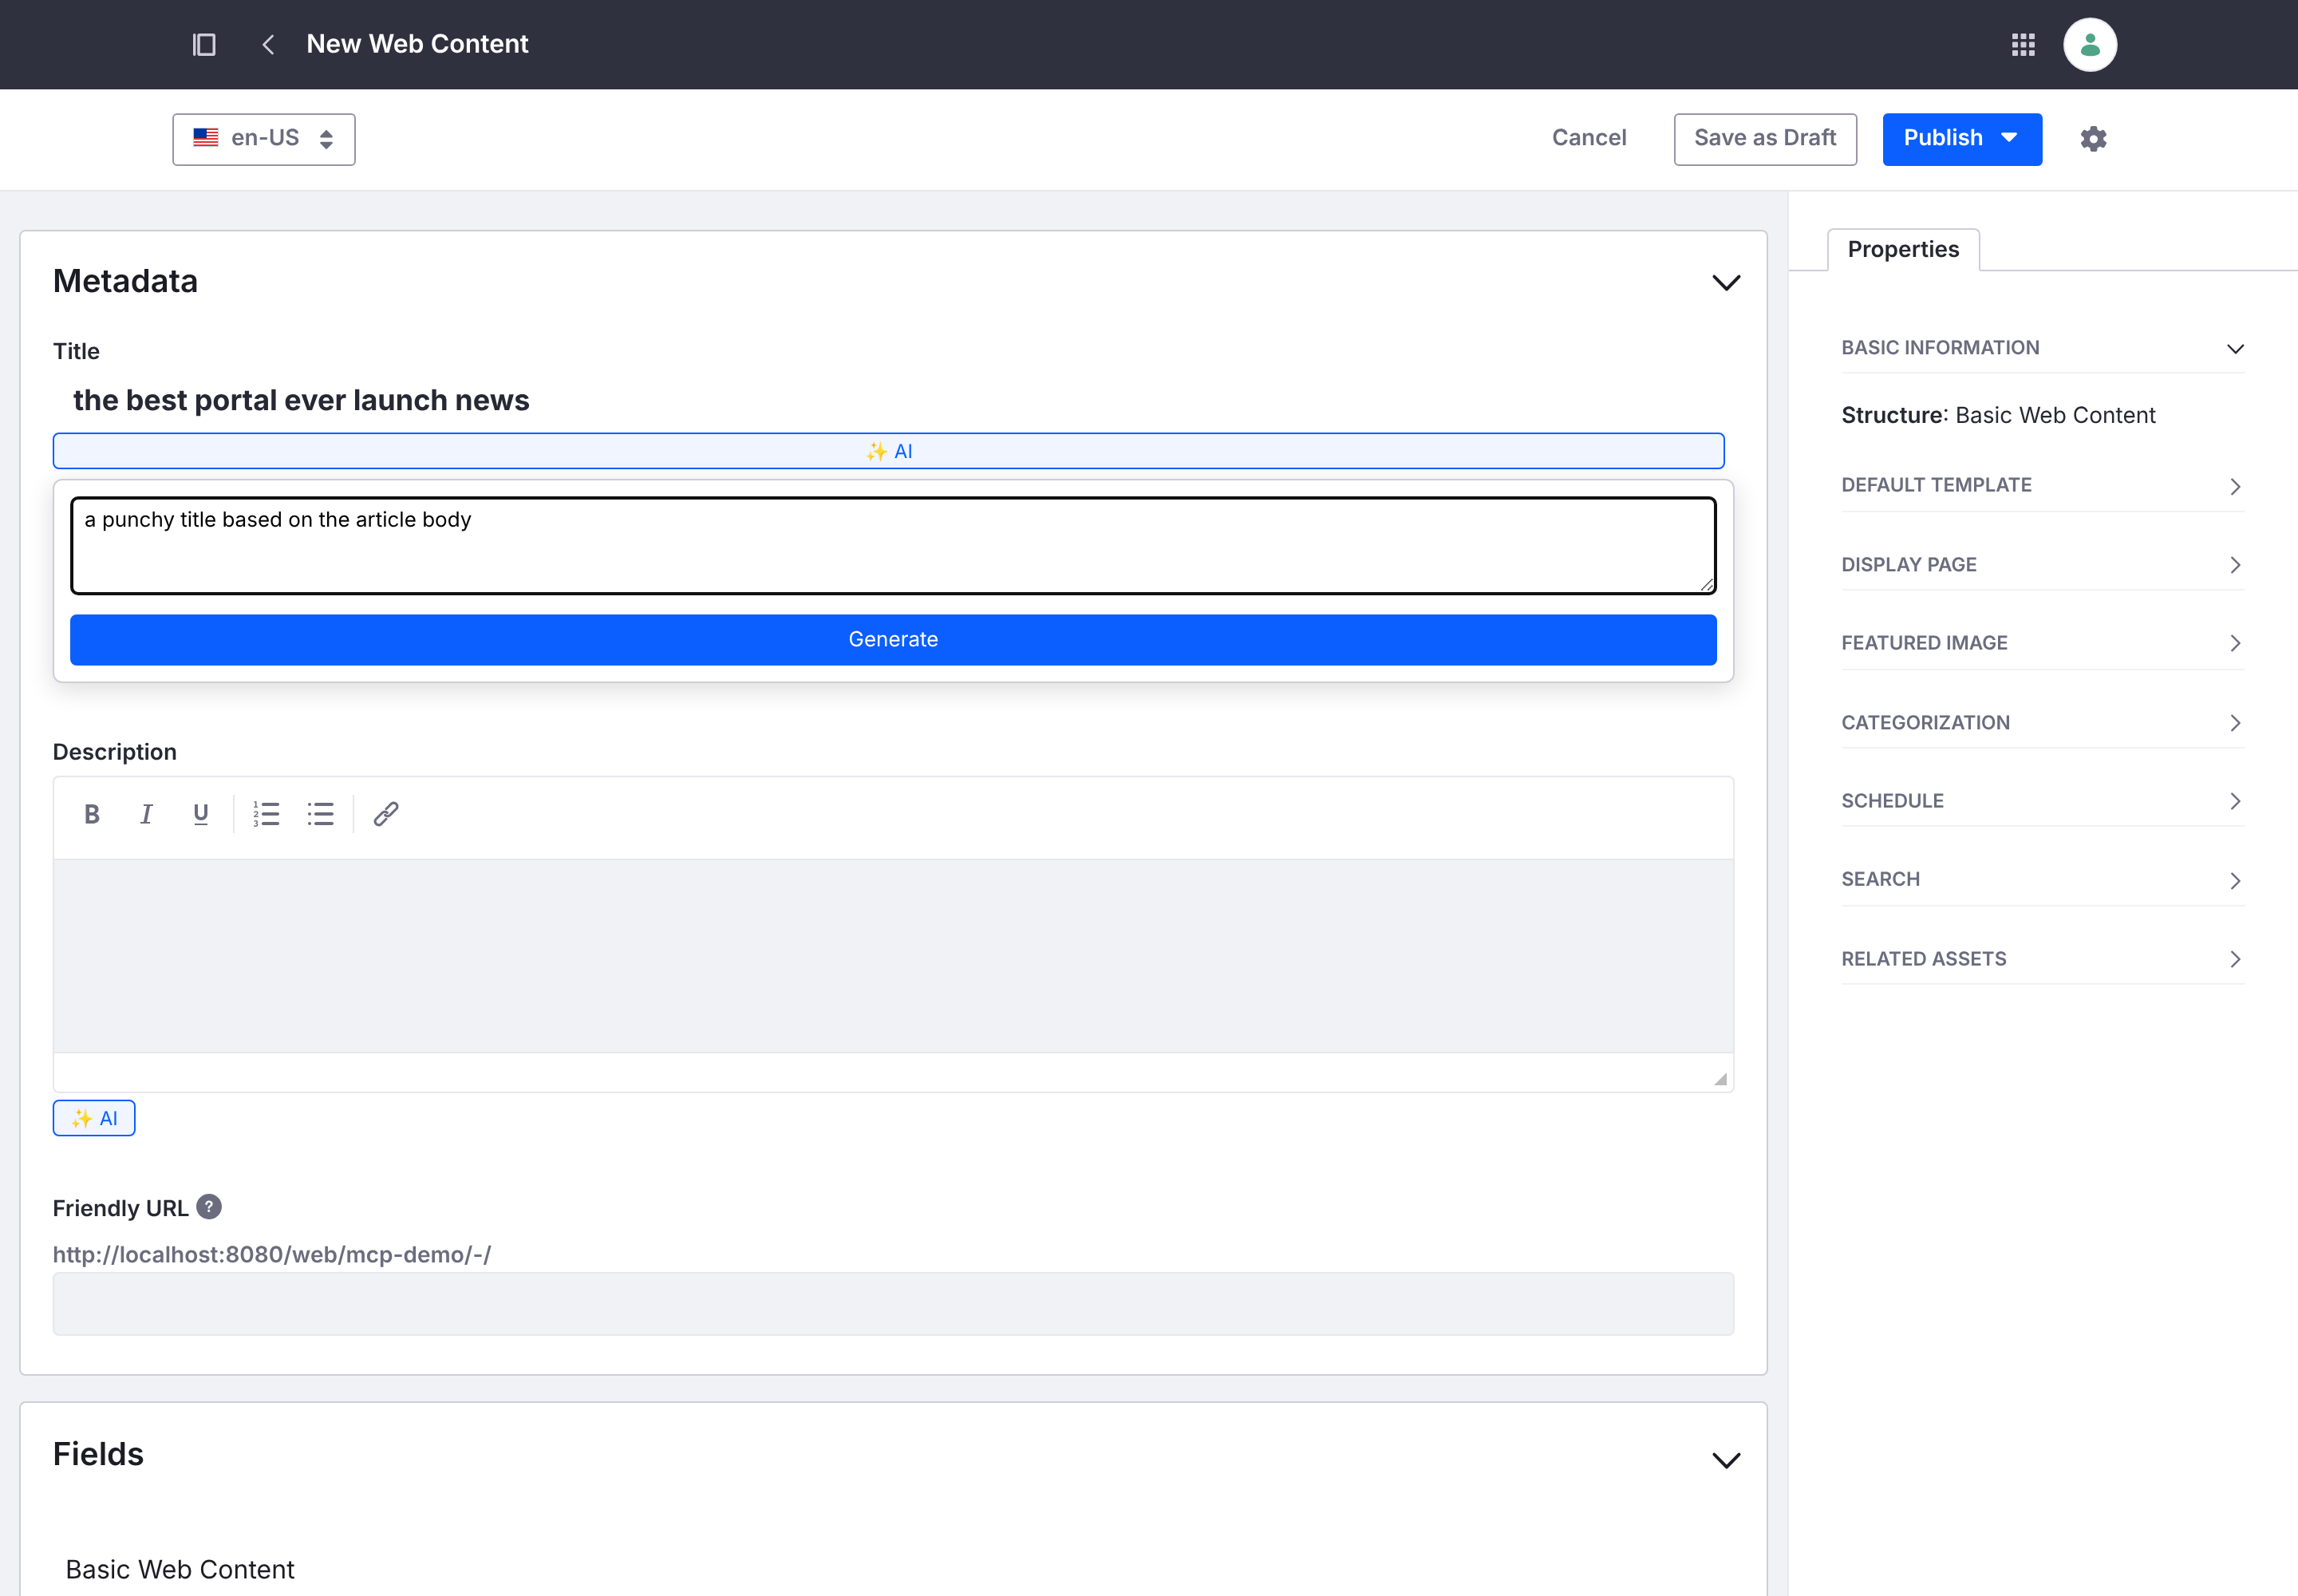 New Web Content
en-US
Cancel
Save as Draft
Publish
Metadata
Title
the best portal ever launch news
✨ AI
a punchy title based on the article body
Generate
Description
B I U
✨ AI
Friendly URL ?
http://localhost:8080/web/mcp-demo/-/
Fields
Basic Web Content
Properties
BASIC INFORMATION
Structure: Basic Web Content
DEFAULT TEMPLATE
DISPLAY PAGE
FEATURED IMAGE
CATEGORIZATION
SCHEDULE
SEARCH
RELATED ASSETS